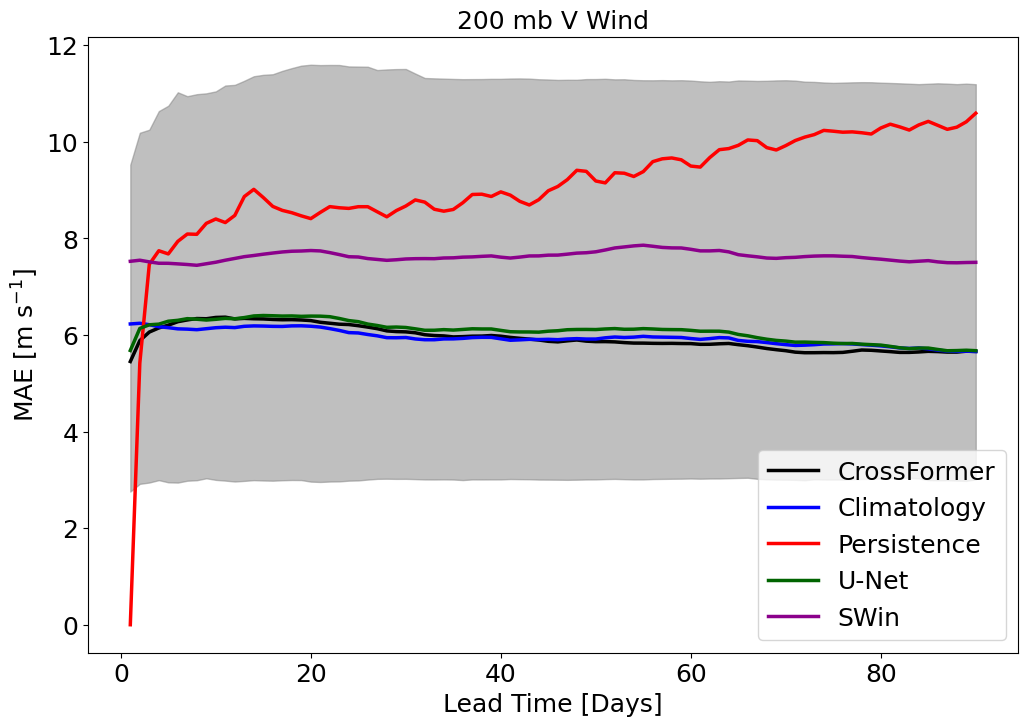 200 mb V Wind
MAE [m s⁻¹]
12
10
8
6
4
2
0
0 20 40 60 80
Lead Time [Days]
CrossFormer
Climatology
Persistence
U-Net
SWin